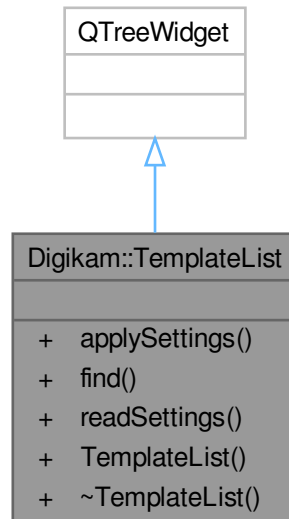 QTreeWidget
Digikam::TemplateList
+ applySettings()
+ find()
+ readSettings()
+ TemplateList()
+ ~TemplateList()